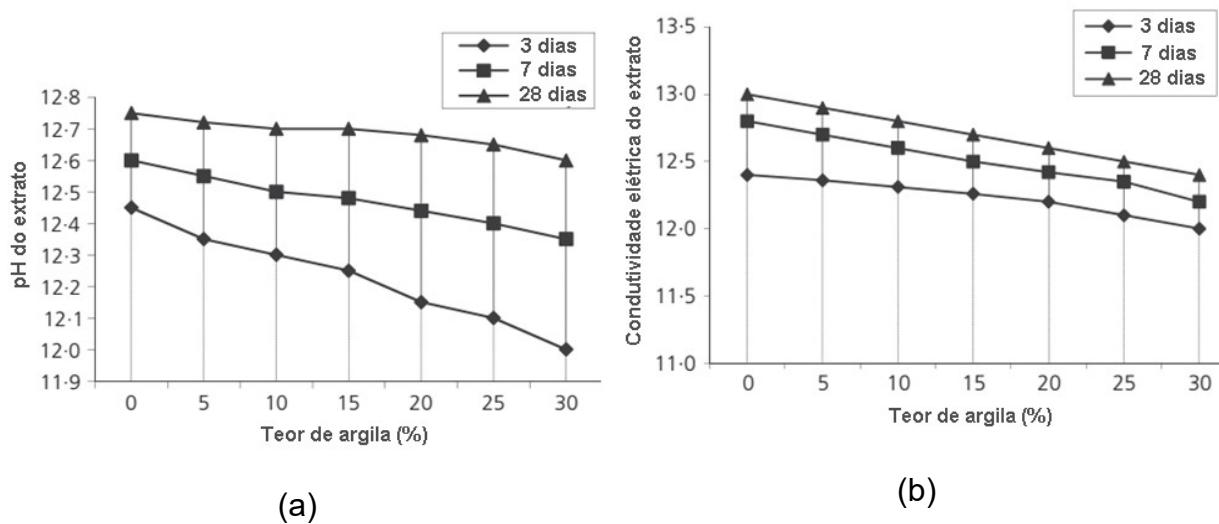 3 dias
7 dias
28 dias
pH do extrato
12·8
12·7
12·6
12·5
12·4
12·3
12·2
12·1
12·0
11·9
0 5 10 15 20 25 30
Teor de argila (%)
(a)
3 dias
7 dias
28 dias
Condutividade elétrica do extrato
13·5
13·0
12·5
12·0
11·5
11·0
0 5 10 15 20 25 30
Teor de argila (%)
(b)